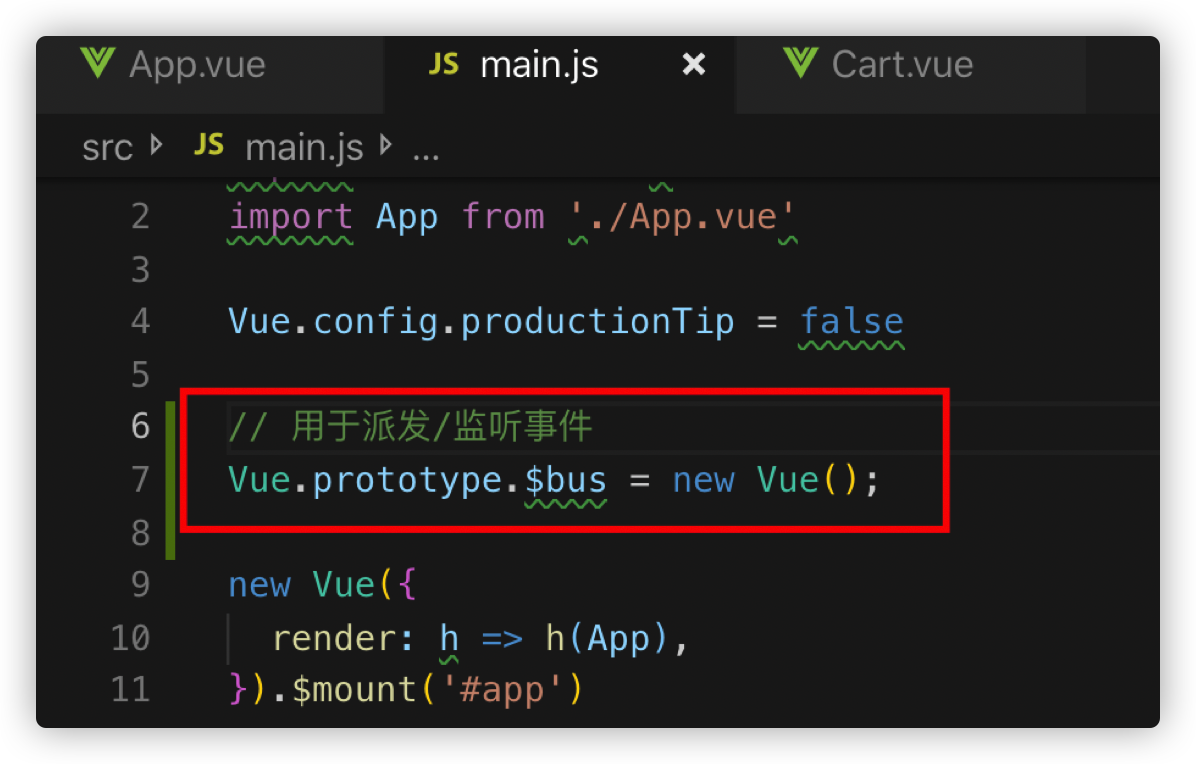 App.vue
JS main.js ×
Cart.vue
src JS main.js ...
2 import App from './App.vue'
3
4 Vue.config.productionTip = false
5
6 // 用于派发/监听事件
7 Vue.prototype.$bus = new Vue();
8
9 new Vue({
10 render: h => h(App),
11 }).$mount('#app')